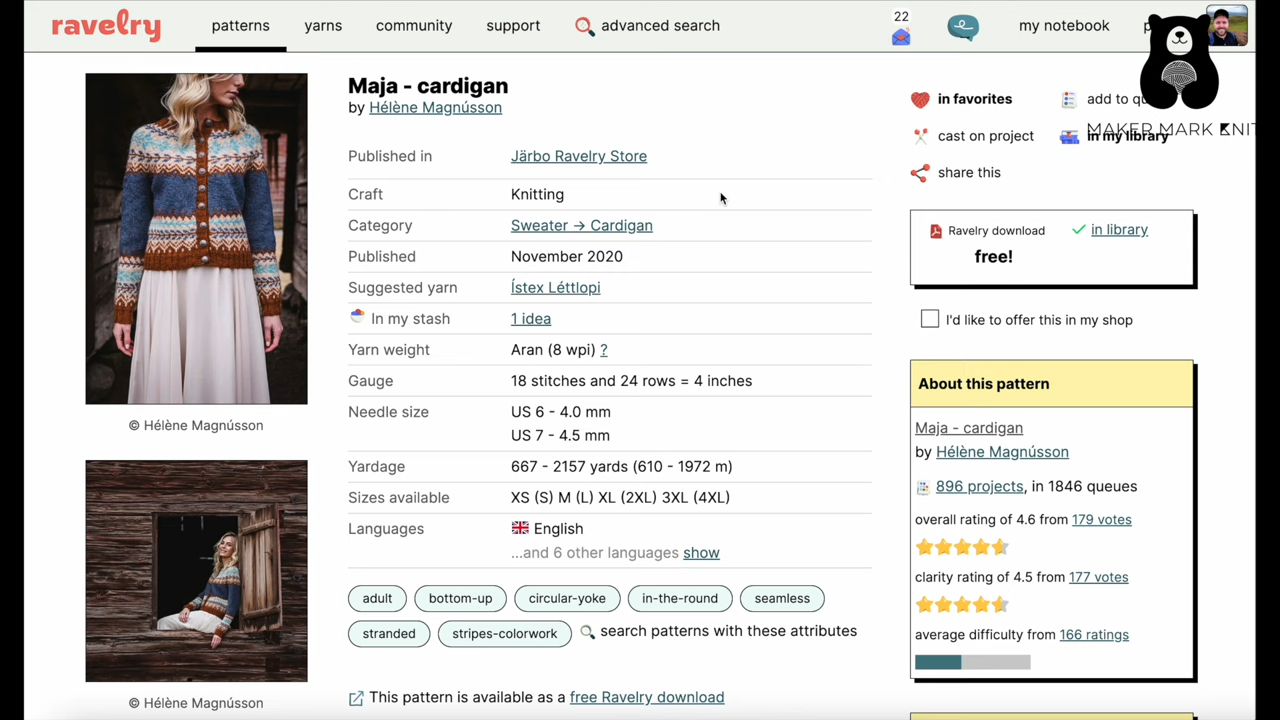 ravelry
patterns
yarns
community
support
advanced search
22
my notebook
p
Maja - cardigan
by Hélène Magnússon
Published in Järbo Ravelry Store
Craft Knitting
Category Sweater → Cardigan
Published November 2020
Suggested yarn Ístex Léttlopi
In my stash 1 idea
Yarn weight Aran (8 wpi) ?
Gauge 18 stitches and 24 rows = 4 inches
Needle size US 6 - 4.0 mm
US 7 - 4.5 mm
Yardage 667 - 2157 yards (610 - 1972 m)
Sizes available XS (S) M (L) XL (2XL) 3XL (4XL)
Languages English
...and 6 other languages show
adult bottom-up circular-yoke in-the-round seamless
stranded stripes-colorwork search patterns with these attributes
This pattern is available as a free Ravelry download
© Hélène Magnússon
© Hélène Magnússon
in favorites
add to qu
MAKER MARK KNIT
cast on project
in my library
share this
Ravelry download
in library
free!
I'd like to offer this in my shop
About this pattern
Maja - cardigan
by Hélène Magnússon
896 projects, in 1846 queues
overall rating of 4.6 from 179 votes
clarity rating of 4.5 from 177 votes
average difficulty from 166 ratings